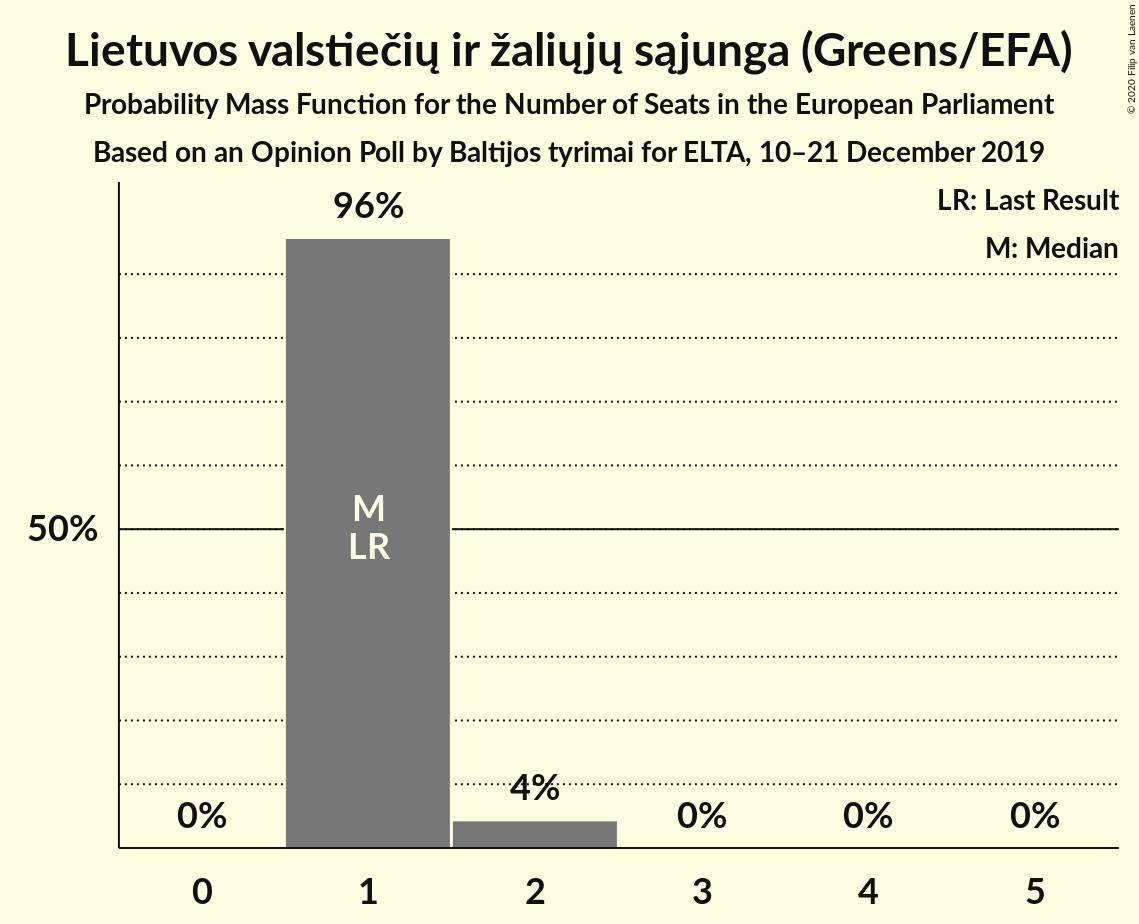 Lietuvos valstiečių ir žaliųjų sąjunga (Greens/EFA)
Probability Mass Function for the Number of Seats in the European Parliament
Based on an Opinion Poll by Baltijos tyrimai for ELTA, 10–21 December 2019
© 2020 Filip van Laenen
LR: Last Result
M: Median
96%
50%
M
LR
4%
0%
0%
0%
0%
0
1
2
3
4
5